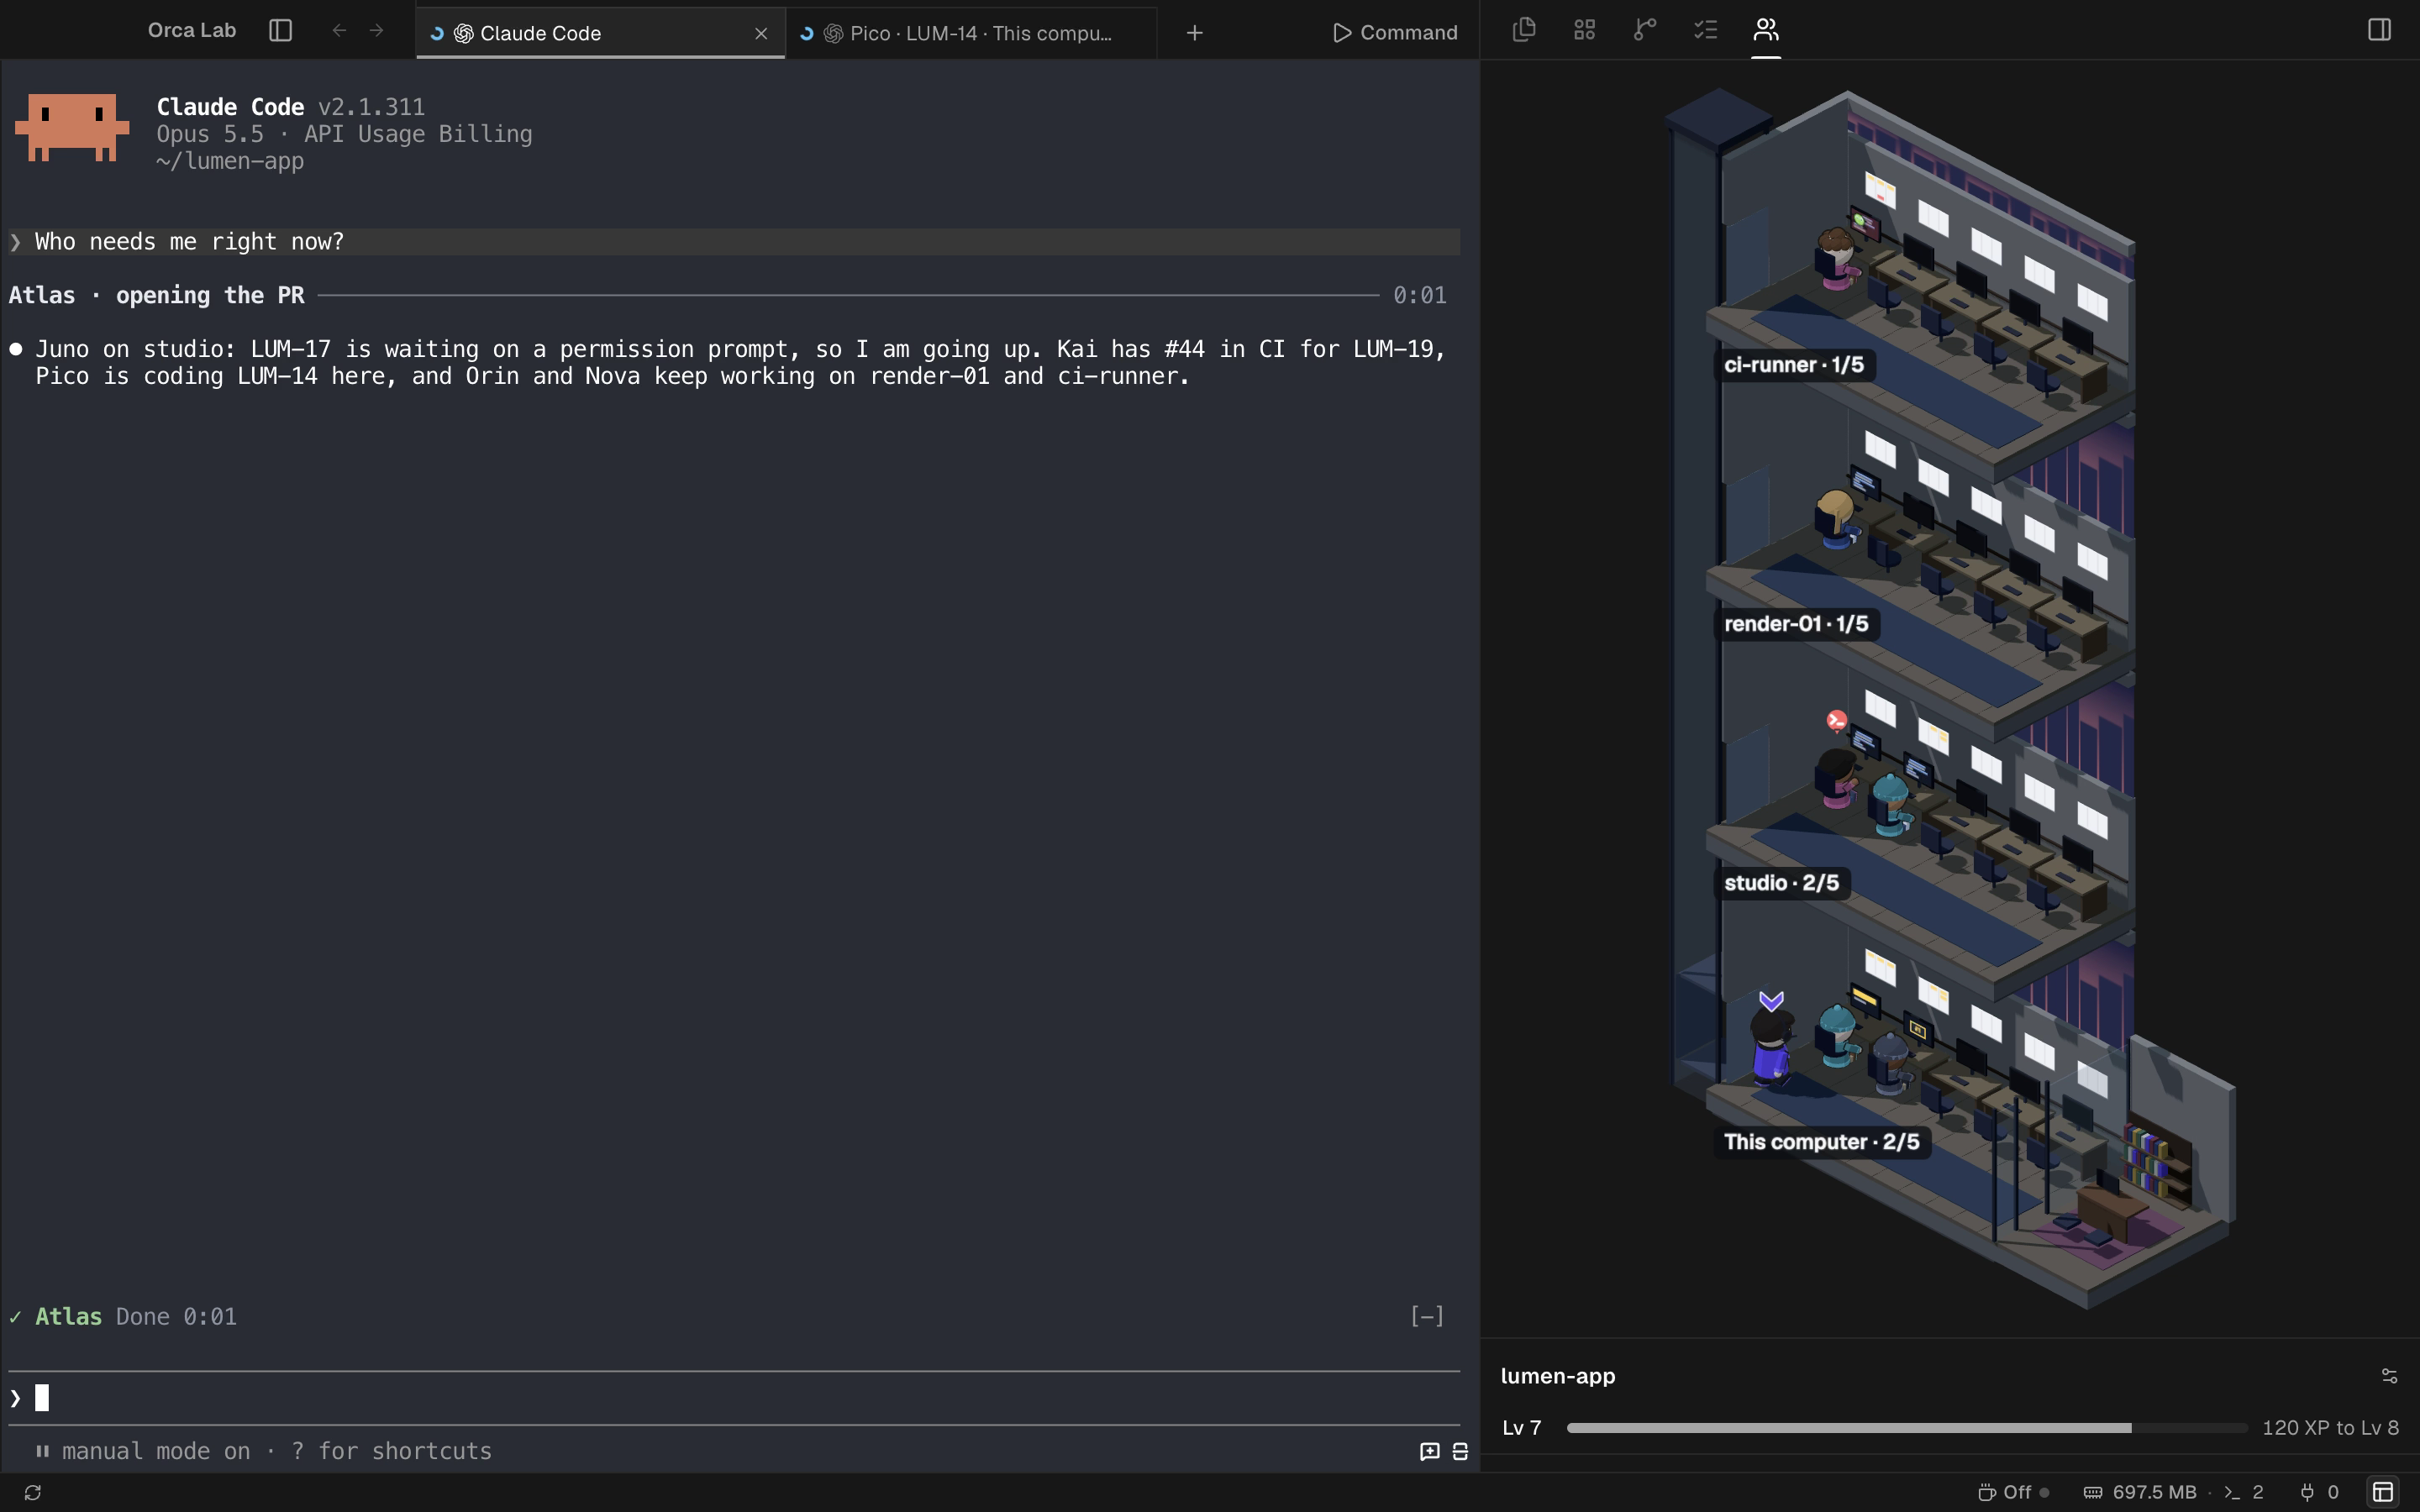 Orca Lab
Claude Code
Pico · LUM-14 · This compu...
Command
Claude Code v2.1.311
Opus 5.5 · API Usage Billing
~/lumen-app
❯ Who needs me right now?
Atlas · opening the PR 0:01
● Juno on studio: LUM-17 is waiting on a permission prompt, so I am going up. Kai has #44 in CI for LUM-19,
Pico is coding LUM-14 here, and Orin and Nova keep working on render-01 and ci-runner.
✓ Atlas Done 0:01 [-]
❯
manual mode on · ? for shortcuts
ci-runner · 1/5
render-01 · 1/5
studio · 2/5
This computer · 2/5
lumen-app
Lv 7 120 XP to Lv 8
Off 697.5 MB · 2 0